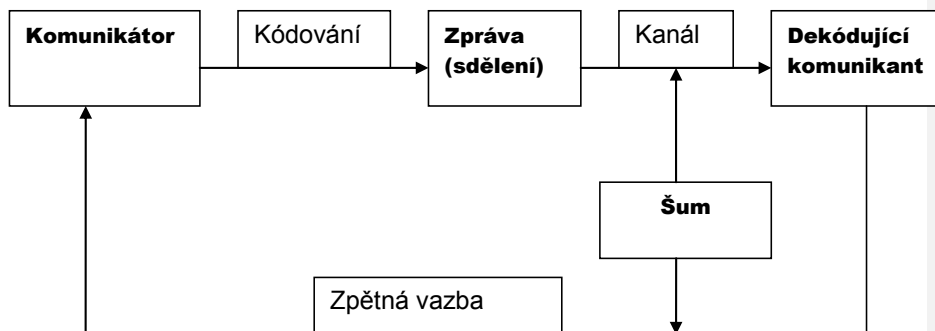 Komunikátor
Kódování
Zpráva
(sdělení)
Kanál
Dekódující
komunikant
Šum
Zpětná vazba